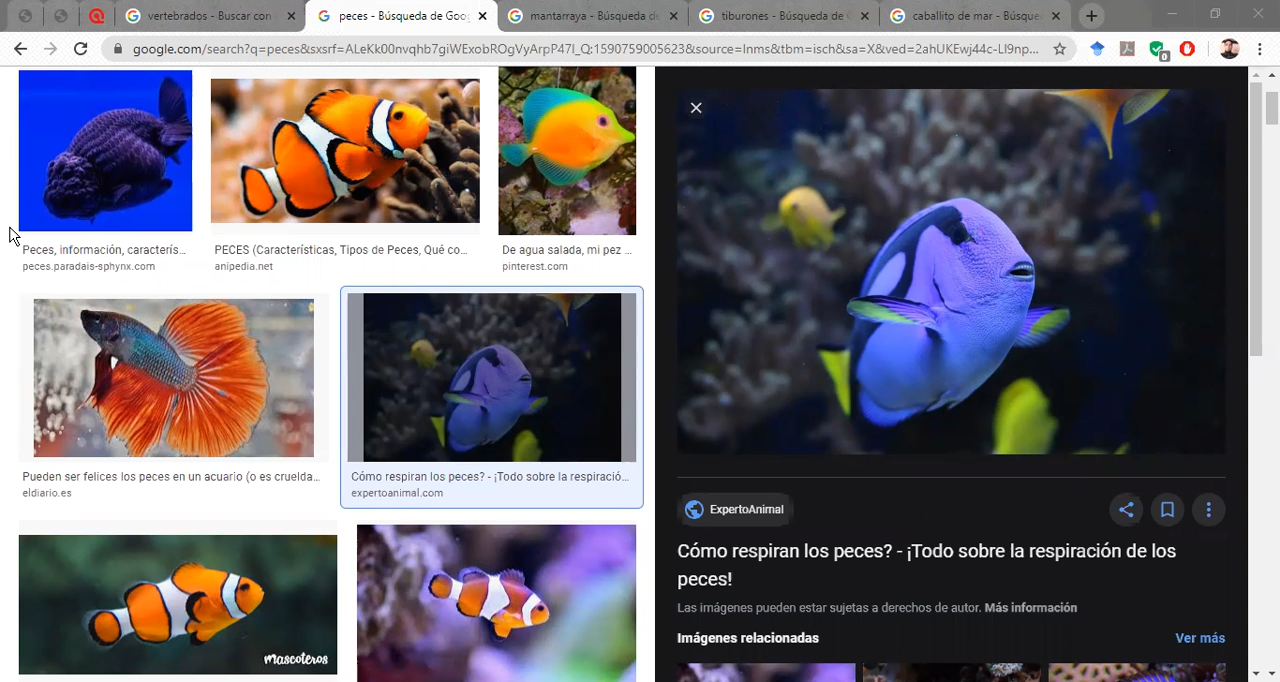 vertebrados - Buscar con
peces - Búsqueda de Goo
mantarraya - Búsqueda de
tiburones - Búsqueda de G
caballito de mar - Búsque
google.com/search?q=peces&sxsrf=ALeKk00nvqhb7giWExobROgVyArpP47l_Q:1590759005623&source=lnms&tbm=isch&sa=X&ved=2ahUKEwj44c-Ll9np...
0
Peces, información, caracterís...
peces.paradais-sphynx.com
PECES (Características, Tipos de Peces, Qué co...
anipedia.net
De agua salada, mi pez ...
pinterest.com
Pueden ser felices los peces en un acuario (o es cruelda...
eldiario.es
Cómo respiran los peces? - ¡Todo sobre la respiració...
expertoanimal.com
mascoteros
ExpertoAnimal
Cómo respiran los peces? - ¡Todo sobre la respiración de los
peces!
Las imágenes pueden estar sujetas a derechos de autor. Más información
Imágenes relacionadas
Ver más